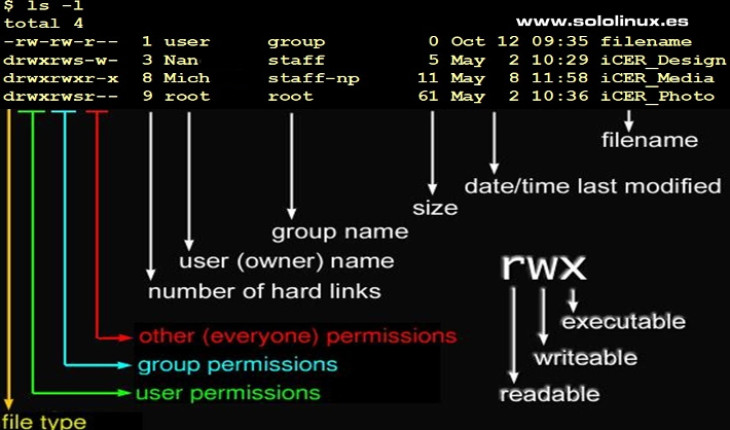 $ ls -l
total 4
www.sololinux.es
-rw-rw-r-- 1 user group 0 Oct 12 09:35 filename
drwxrws-w- 3 Nan staff 5 May 2 10:29 iCER_Design
drwxrwxr-x 8 Mich staff-np 11 May 8 11:58 iCER_Media
drwxrwsr-- 9 root root 61 May 2 10:36 iCER_Photo
filename
date/time last modified
size
group name
user (owner) name
number of hard links
rwx
executable
writeable
readable
other (everyone) permissions
group permissions
user permissions
file type